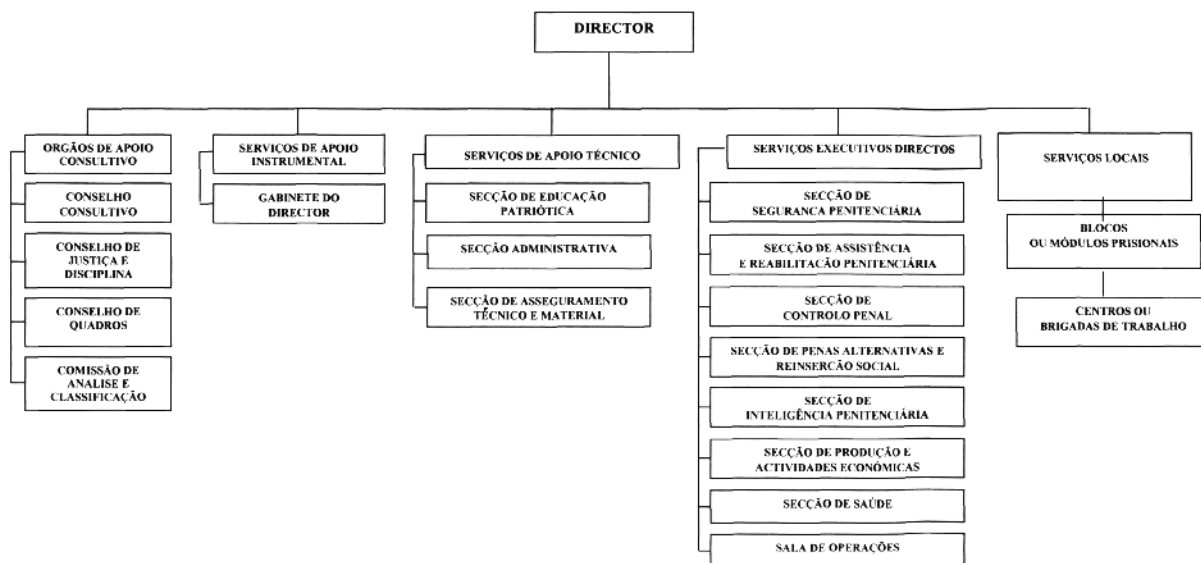 DIRECTOR
ORGÃOS DE APOIO
CONSULTIVO
CONSELHO
CONSULTIVO
CONSELHO DE
JUSTIÇA E
DISCIPLINA
CONSELHO DE
QUADROS
COMISSÃO DE
ANALISE E
CLASSIFICAÇÃO
SERVIÇOS DE APOIO
INSTRUMENTAL
GABINETE DO
DIRECTOR
SERVIÇOS DE APOIO TÉCNICO
SECÇÃO DE EDUCAÇÃO
PATRIÓTICA
SECÇÃO ADMINISTRATIVA
SECÇÃO DE ASSEGURAMENTO
TÉCNICO E MATERIAL
SERVIÇOS EXECUTIVOS DIRECTOS
SECÇÃO DE
SEGURANCA PENITENCIÁRIA
SECÇÃO DE ASSISTÊNCIA
E REABILITACÃO PENITENCIÁRIA
SECÇÃO DE
CONTROLO PENAL
SECÇÃO DE PENAS ALTERNATIVAS E
REINSERCÃO SOCIAL
SECÇÃO DE
INTELIGÊNCIA PENITENCIÁRIA
SECÇÃO DE PRODUÇÃO E
ACTIVIDADES ECONÓMICAS
SECÇÃO DE SAÚDE
SALA DE OPERAÇÕES
SERVIÇOS LOCAIS
BLOCOS
OU MÓDULOS PRISIONAIS
CENTROS OU
BRIGADAS DE TRABALHO